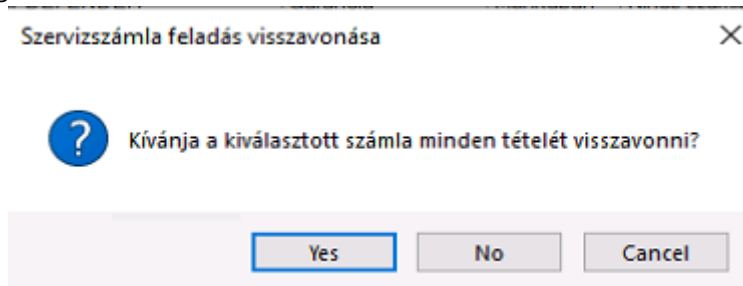 Szervizszámla feladás visszavonása
Kívánja a kiválasztott számla minden tételét visszavonni?
Yes
No
Cancel